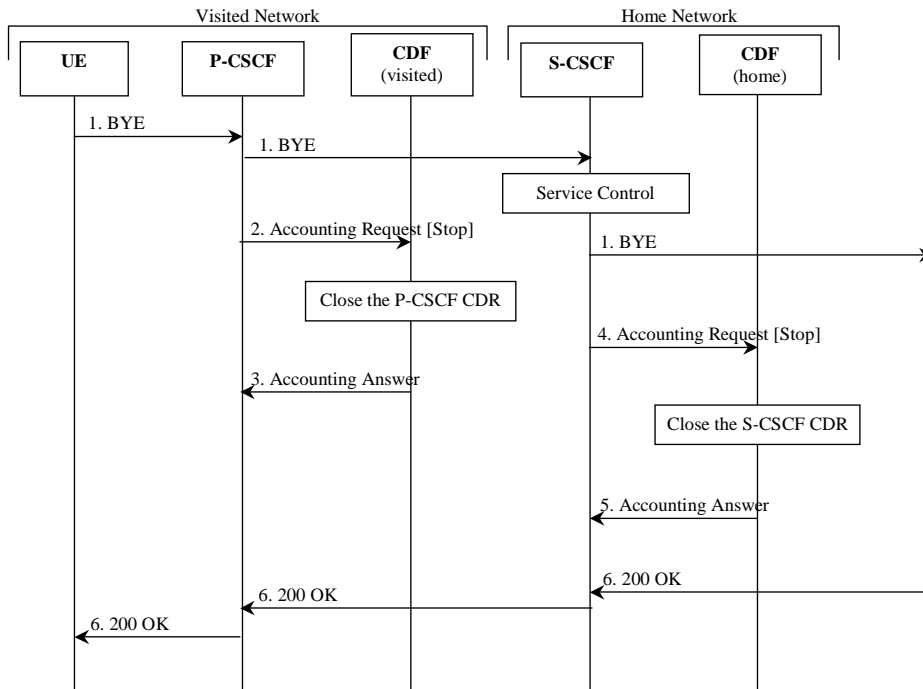 Visited Network
Home Network
UE
P-CSCF
CDF
(visited)
S-CSCF
CDF
(home)
1. BYE
1. BYE
Service Control
2. Accounting Request [Stop]
1. BYE
Close the P-CSCF CDR
4. Accounting Request [Stop]
3. Accounting Answer
Close the S-CSCF CDR
5. Accounting Answer
6. 200 OK
6. 200 OK
6. 200 OK